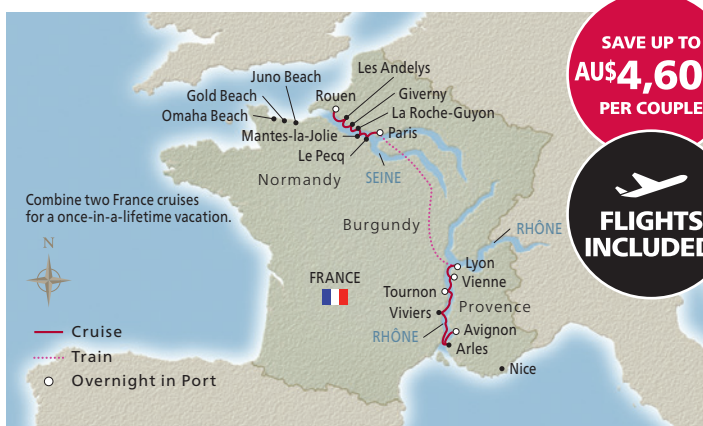 SAVE UP TO
AU$4,60
PER COUPLE
FLIGHTS
INCLUDED
Juno Beach
Les Andelys
Gold Beach
Rouen
Giverny
Omaha Beach
La Roche-Guyon
Mantes-la-Jolie
Paris
Le Pecq
Normandy
SEINE
Combine two France cruises
for a once-in-a-lifetime vacation.
Burgundy
RHÔNE
N
Lyon
FRANCE
Vienne
Tournon
Provence
Viviers
RHÔNE
Avignon
Cruise
Arles
Train
Nice
Overnight in Port